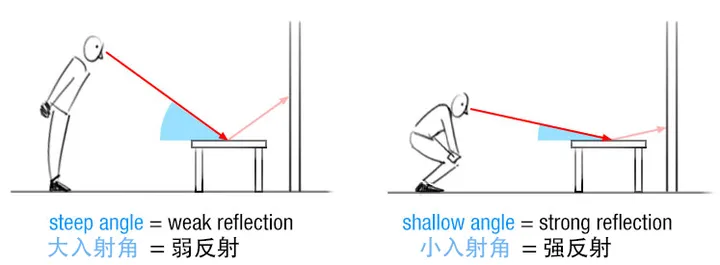 steep angle = weak reflection
大入射角 = 弱反射
shallow angle = strong reflection
小入射角 = 强反射